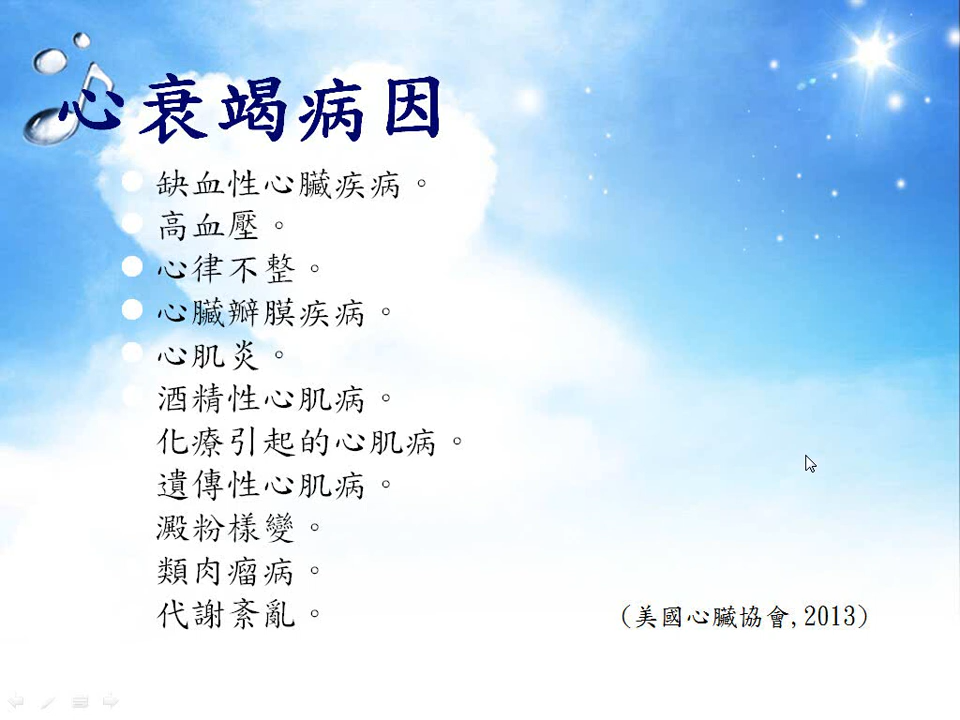 心衰竭病因
缺血性心臟疾病。
高血壓。
心律不整。
心臟瓣膜疾病。
心肌炎。
酒精性心肌病。
化療引起的心肌病。
遺傳性心肌病。
澱粉樣變。
類肉瘤病。
代謝紊亂。
(美國心臟協會,2013)